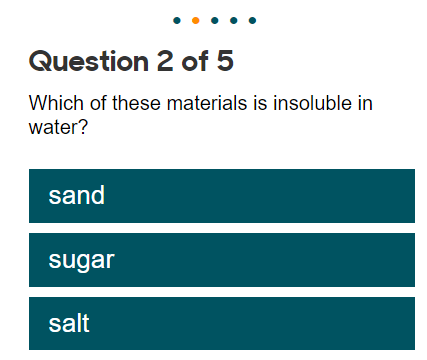 Question 2 of 5
Which of these materials is insoluble in
water?
sand
sugar
salt